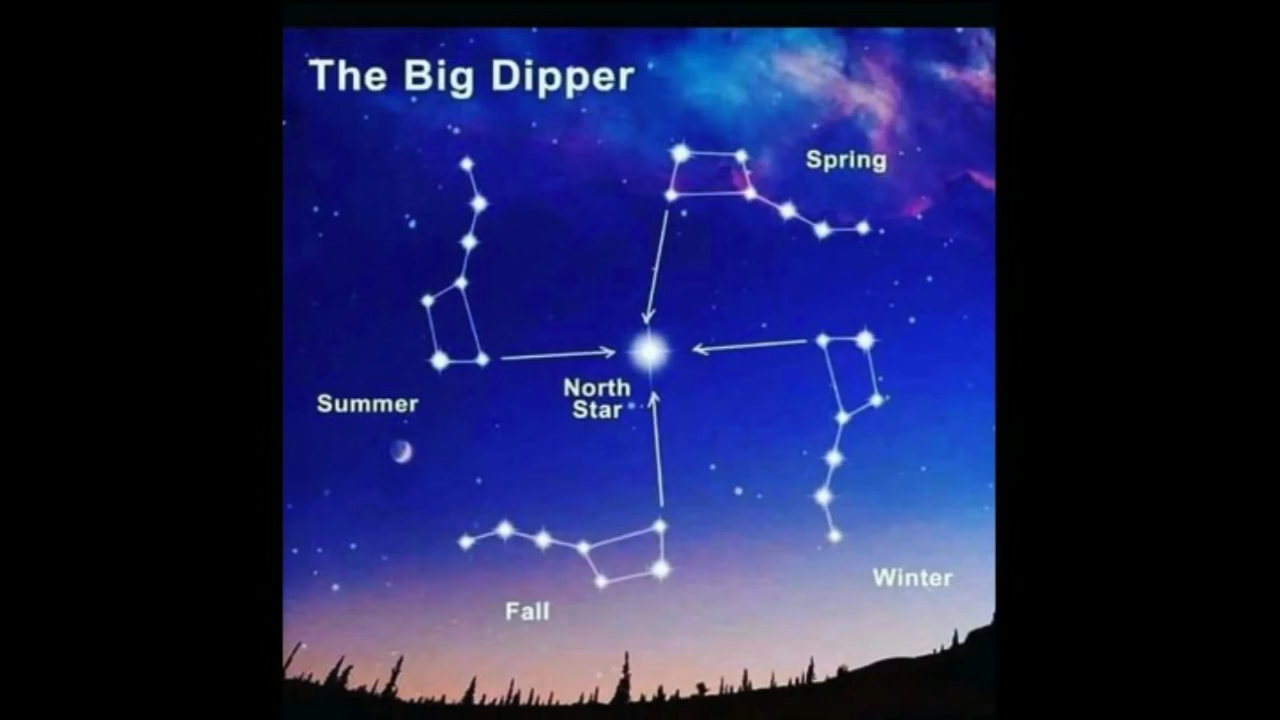 The Big Dipper
Spring
North
Star
Summer
Winter
Fall